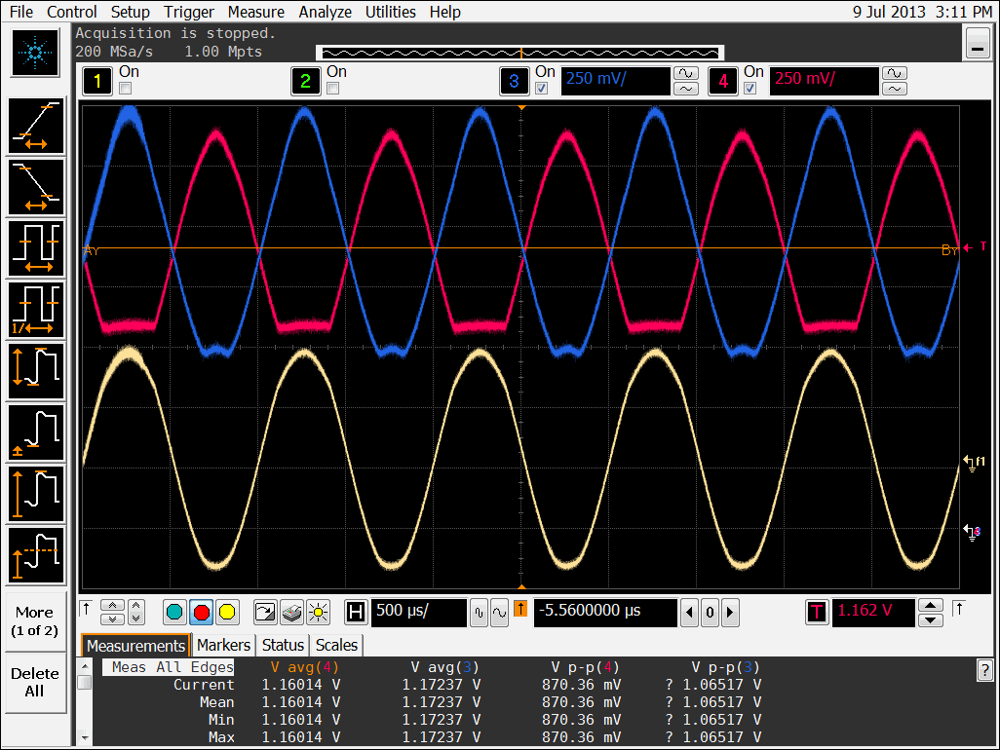 File Control Setup Trigger Measure Analyze Utilities Help 9 Jul 2013 3:11 PM
Acquisition is stopped.
200 MSa/s 1.00 Mpts
1 On 2 On 3 On 250 mV/ 4 On 250 mV/
AY BY T
1/
f1
3
More
(1 of 2)
Delete
All
H 500 µs/ -5.5600000 µs 0 T 1.162 V
Measurements Markers Status Scales
Meas All Edges V avg(4) V avg(3) V p-p(4) V p-p(3) ?
Current 1.16014 V 1.17237 V 870.36 mV ? 1.06517 V
Mean 1.16014 V 1.17237 V 870.36 mV ? 1.06517 V
Min 1.16014 V 1.17237 V 870.36 mV ? 1.06517 V
Max 1.16014 V 1.17237 V 870.36 mV ? 1.06517 V